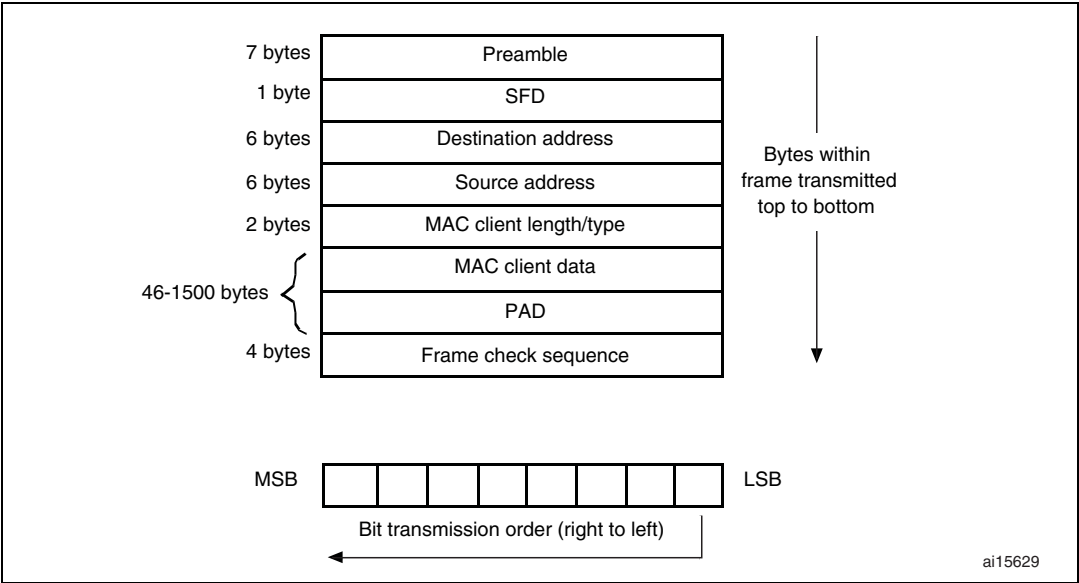 7 bytes
Preamble
1 byte
SFD
6 bytes
Destination address
6 bytes
Source address
2 bytes
MAC client length/type
MAC client data
46-1500 bytes
PAD
4 bytes
Frame check sequence
Bytes within
frame transmitted
top to bottom
MSB
LSB
Bit transmission order (right to left)
ai15629